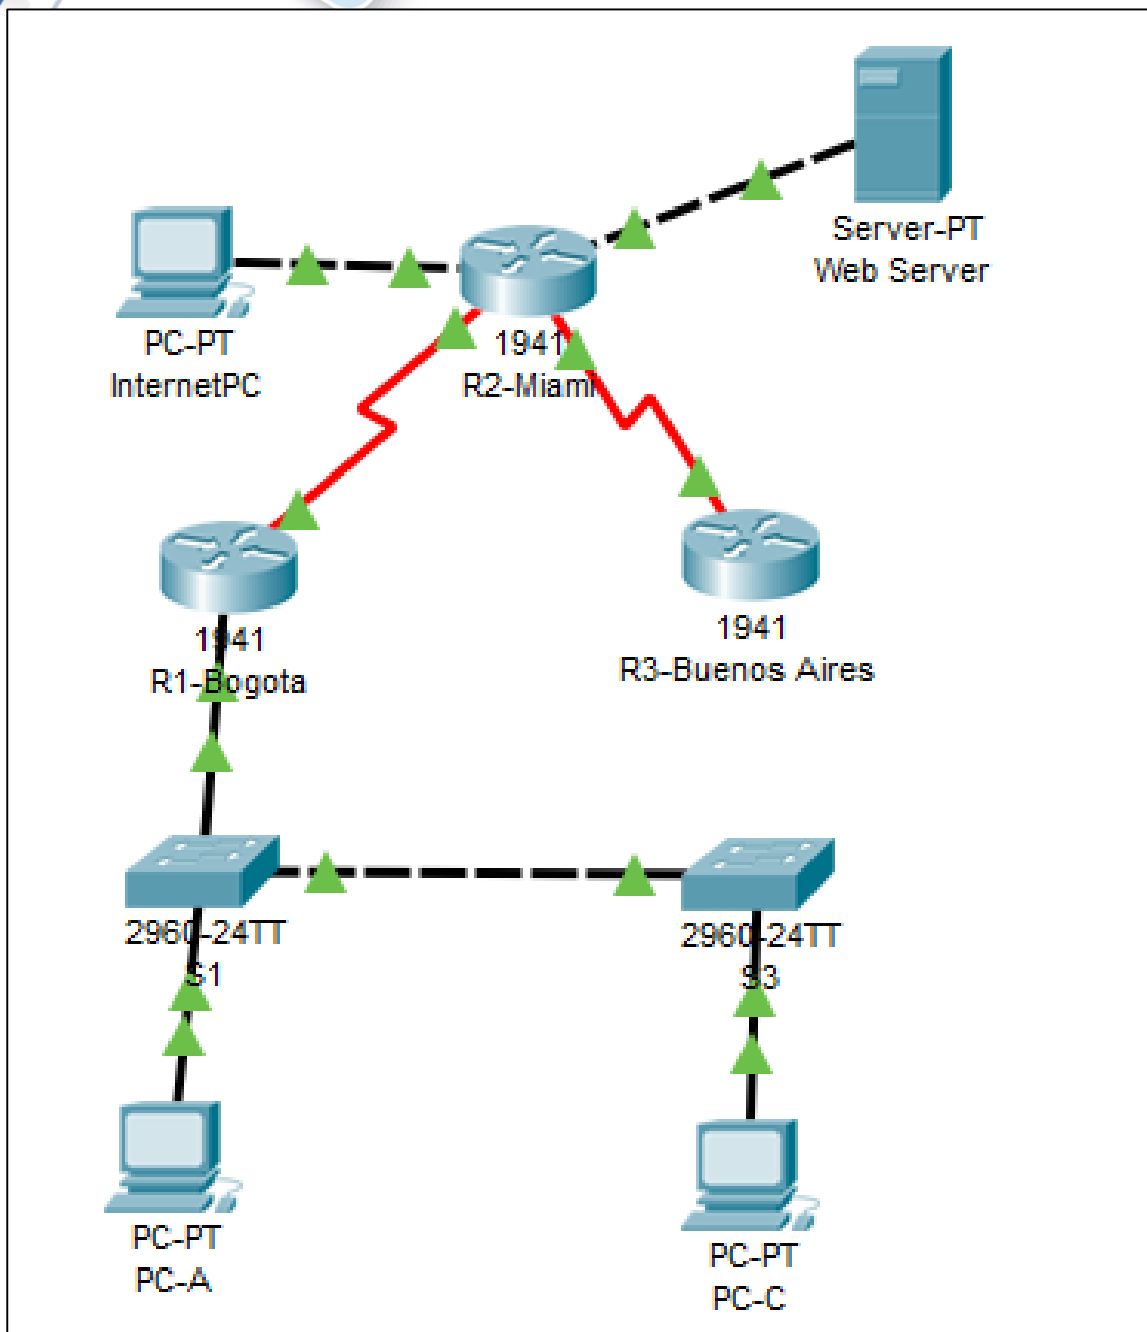 Server-PT
Web Server
PC-PT
InternetPC
1941
R2-Miami
1941
R1-Bogota
1941
R3-Buenos Aires
2960-24TT
S1
2960-24TT
S3
PC-PT
PC-A
PC-PT
PC-C